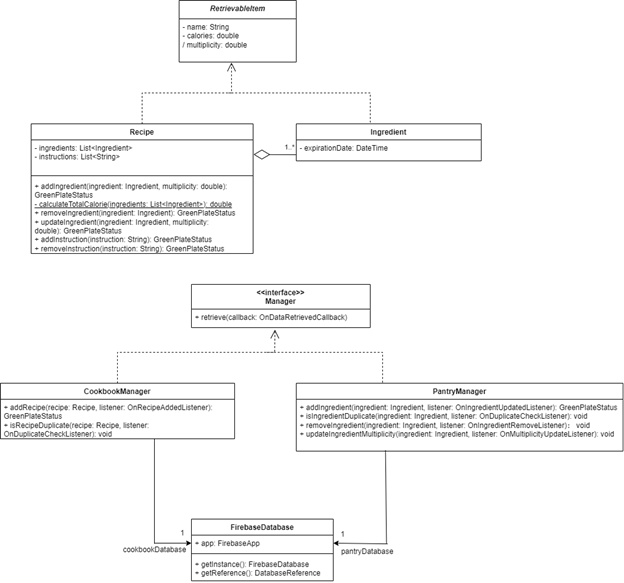 RetrievableItem
- name: String
- calories: double
/ multiplicity: double
Recipe
- ingredients: List<Ingredient>
- instructions: List<String>
+ addIngredient(ingredient: Ingredient, multiplicity: double):
GreenPlateStatus
- calculateTotalCalorie(ingredients: List<Ingredient>): double
+ removeIngredient(ingredient: Ingredient): GreenPlateStatus
+ updateIngredient(ingredient: Ingredient, multiplicity:
double): GreenPlateStatus
+ addInstruction(instruction: String): GreenPlateStatus
+ removeInstruction(instruction: String): GreenPlateStatus
1..*
Ingredient
- expirationDate: DateTime
<<interface>>
Manager
+ retrieve(callback: OnDataRetrievedCallback)
CookbookManager
+ addRecipe(recipe: Recipe, listener: OnRecipeAddedListener):
GreenPlateStatus
+ isRecipeDuplicate(recipe: Recipe, listener:
OnDuplicateCheckListener): void
PantryManager
+ addIngredient(ingredient: Ingredient, listener: OnIngredientUpdatedListener): GreenPlateStatus
+ isIngredientDuplicate(ingredient: Ingredient, listener: OnDuplicateCheckListener): void
+ removeIngredient(ingredient: Ingredient, listener: OnIngredientRemoveListener): void
+ updateIngredientMultiplicity(ingredient: Ingredient, listener: OnMultiplicityUpdateListener): void
1
cookbookDatabase
FirebaseDatabase
+ app: FirebaseApp
+ getInstance(): FirebaseDatabase
+ getReference(): DatabaseReference
1
pantryDatabase